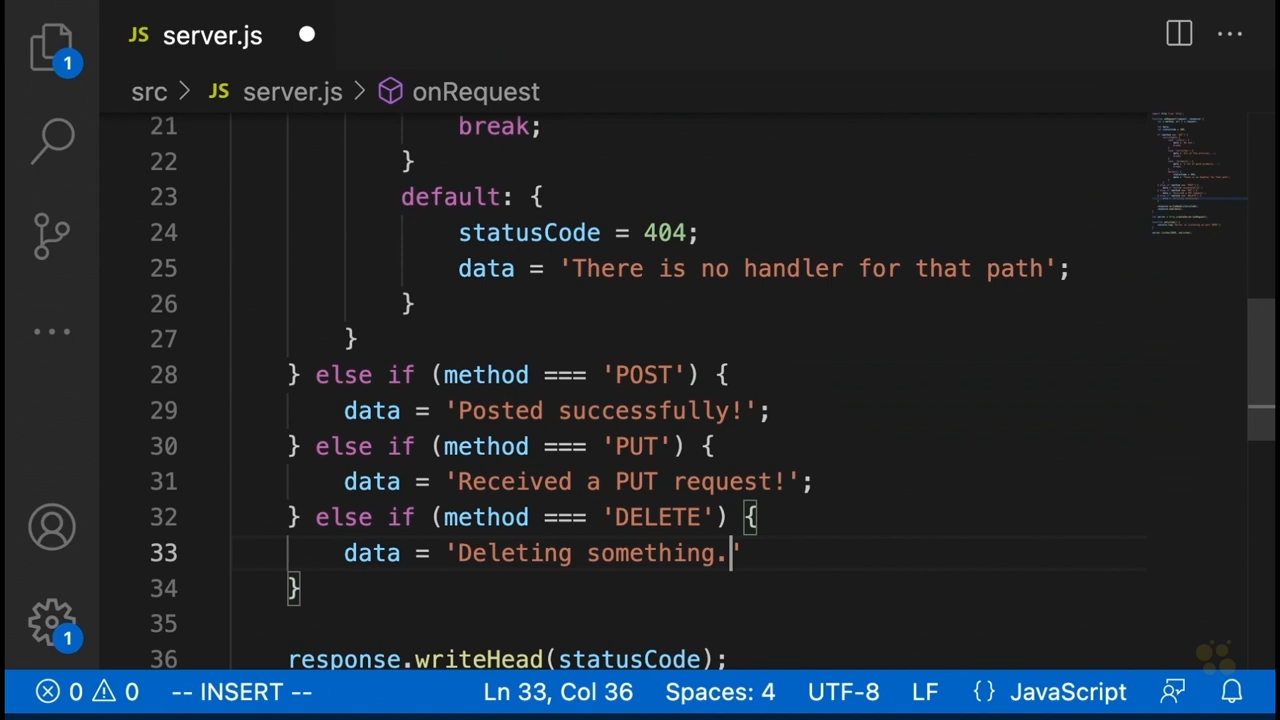 1
JS server.js
src > JS server.js > onRequest
21 break;
22 }
23 default: {
24 statusCode = 404;
25 data = 'There is no handler for that path';
26 }
27 }
28 } else if (method === 'POST') {
29 data = 'Posted successfully!';
30 } else if (method === 'PUT') {
31 data = 'Received a PUT request!';
32 } else if (method === 'DELETE') {
33 data = 'Deleting something.'
34 }
35
36 response.writeHead(statusCode);
1
0 0 -- INSERT -- Ln 33, Col 36 Spaces: 4 UTF-8 LF {} JavaScript